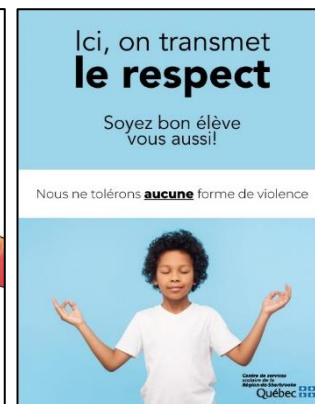 Ici, on transmet
le respect
Soyez bon élève
vous aussi!
Nous ne tolérons aucune forme de violence
Centre de services
scolaire de la
Région-de-Sherbrooke
Québec